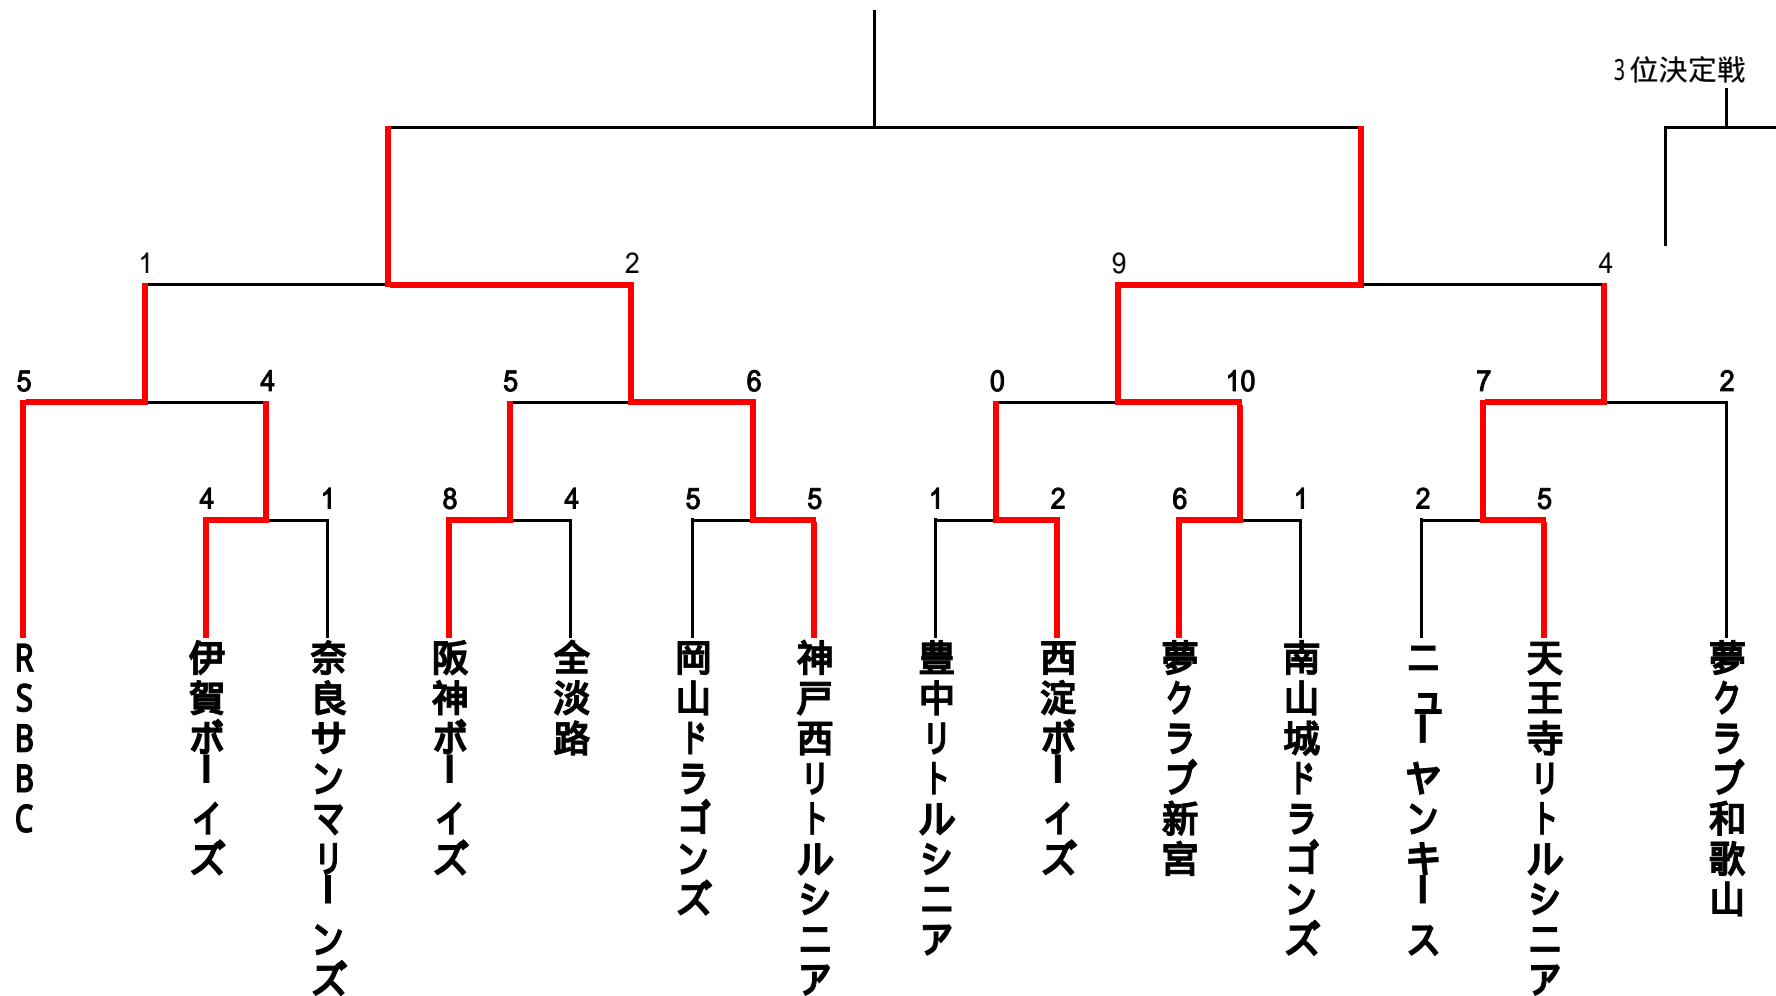 3位決定戦
1 2 9 4
5 4 5 6 0 10 7 2
4 1 8 4 5 5 1 2 6 1 2 5
RSBBC
伊賀ボーイズ
奈良サンマリーンズ
阪神ボーイズ
全淡路
岡山ドラゴンズ
神戸西リトルシニア
豊中リトルシニア
西淀ボーイズ
夢クラブ新宮
南山城ドラゴンズ
ニューヤンキース
天王寺リトルシニア
夢クラブ和歌山